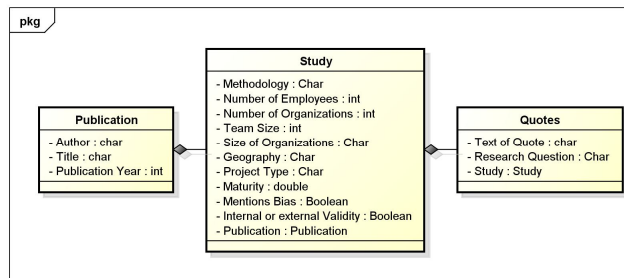 pkg
Publication
- Author : char
- Title : char
- Publication Year : int
Study
- Methodology : Char
- Number of Employees : int
- Number of Organizations : int
- Team Size : int
- Size of Organizations : Char
- Geography : Char
- Project Type : Char
- Maturity : double
- Mentions Bias : Boolean
- Internal or external Validity : Boolean
- Publication : Publication
Quotes
- Text of Quote : char
- Research Question : Char
- Study : Study